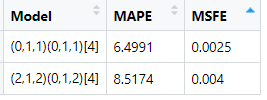 Model MAPE MSFE
(0,1,1)(0,1,1)[4] 6.4991 0.0025
(2,1,2)(0,1,2)[4] 8.5174 0.004